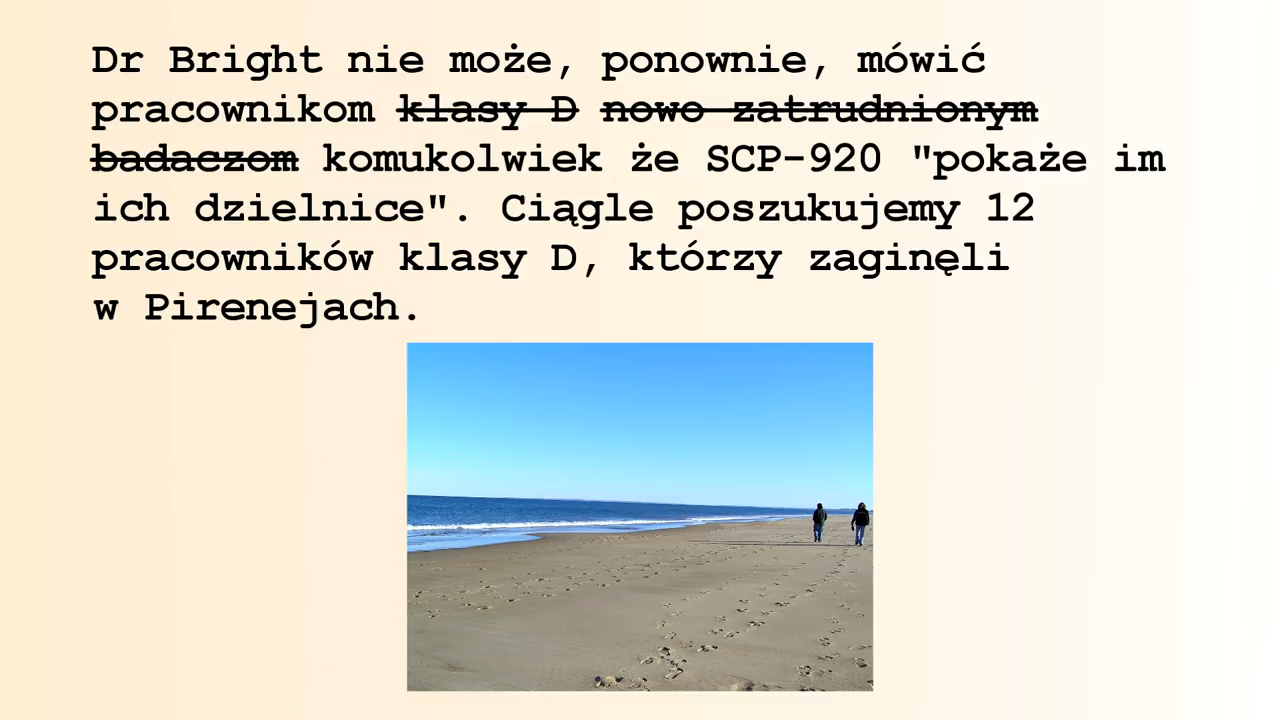 Dr Bright nie może, ponownie, mówić
pracownikom klasy D nowo zatrudnionym
badaczom komukolwiek że SCP-920 "pokaże im
ich dzielnice". Ciągle poszukujemy 12
pracowników klasy D, którzy zaginęli
w Pirenejach.